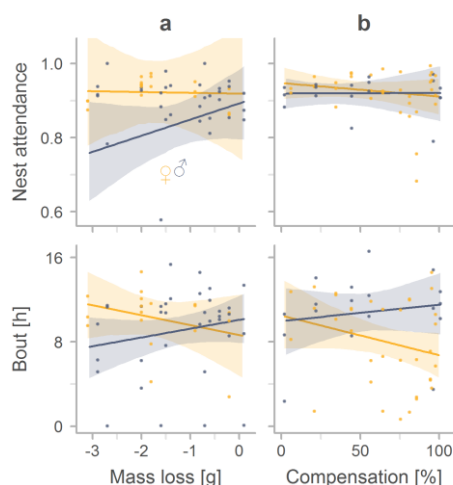 a b
Nest attendance
1.0
0.8
0.6
♀♂
Bout [h]
16
8
0
-3 -2 -1 0
0 50 100
Mass loss [g] Compensation [%]